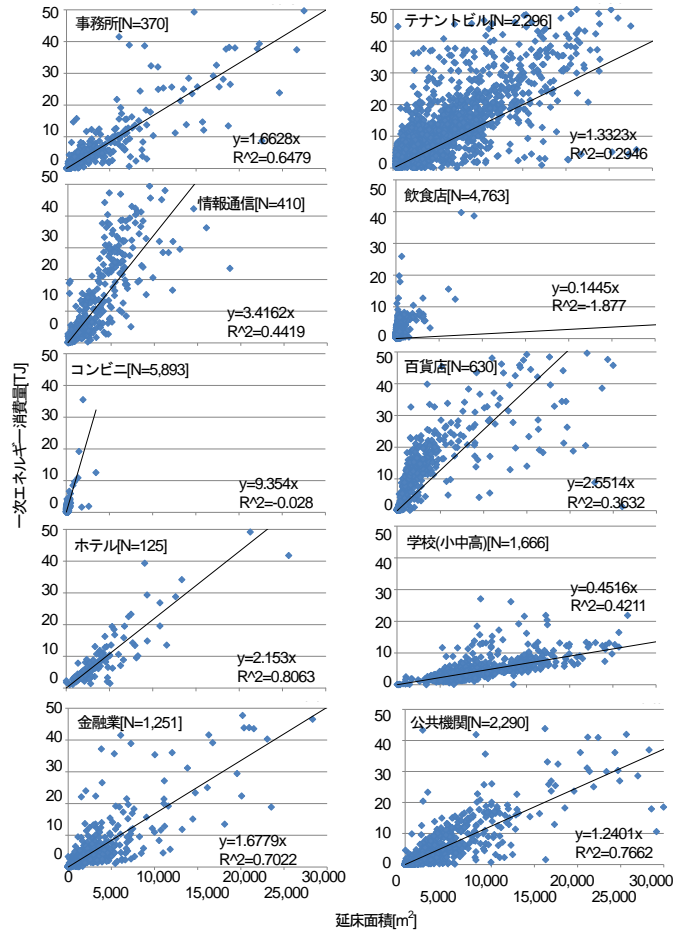 事務所[N=370]
50
40
30
20
10
0
y=1.6628x
R^2=0.6479
テナントビル[N=2,296]
50
40
30
20
10
0
y=1.3323x
R^2=0.2946
情報通信[N=410]
50
40
30
20
10
0
y=3.4162x
R^2=0.4419
飲食店[N=4,763]
50
40
30
20
10
0
y=0.1445x
R^2=-1.877
コンビニ[N=5,893]
50
40
30
20
10
0
y=9.354x
R^2=-0.028
百貨店[N=630]
50
40
30
20
10
0
y=2.5514x
R^2=0.3632
ホテル[N=125]
50
40
30
20
10
0
y=2.153x
R^2=0.8063
学校(小中高)[N=1,666]
50
40
30
20
10
0
y=0.4516x
R^2=0.4211
金融業[N=1,251]
50
40
30
20
10
0
y=1.6779x
R^2=0.7022
0 5,000 10,000 15,000 20,000 25,000 30,000
公共機関[N=2,290]
50
40
30
20
10
0
y=1.2401x
R^2=0.7662
0 5,000 10,000 15,000 20,000 25,000 30,000
一次エネルギー消費量[TJ]
延床面積[m²]